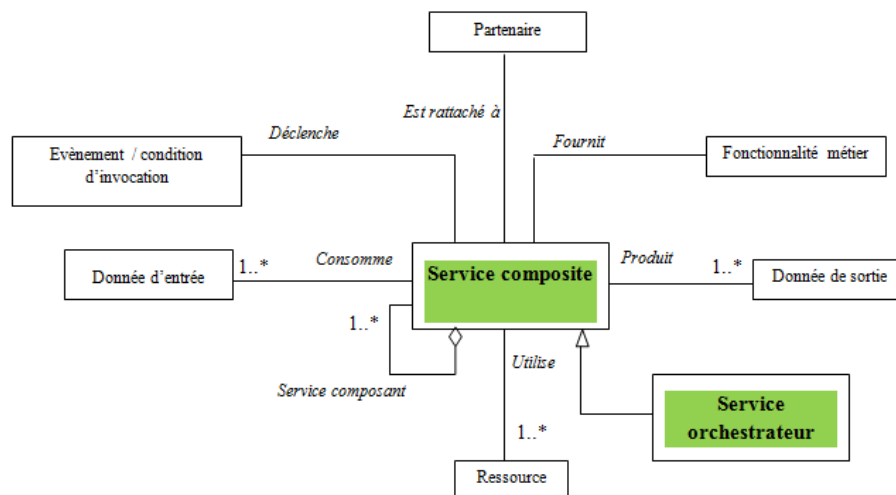 Partenaire
Est rattaché à
Déclenche
Fournit
Evènement / condition
d'invocation
Fonctionnalité métier
Donnée d'entrée
1..*
Consomme
Service composite
Produit
1..*
Donnée de sortie
1..*
Service composant
Utilise
Service
orchestrateur
1..*
Ressource